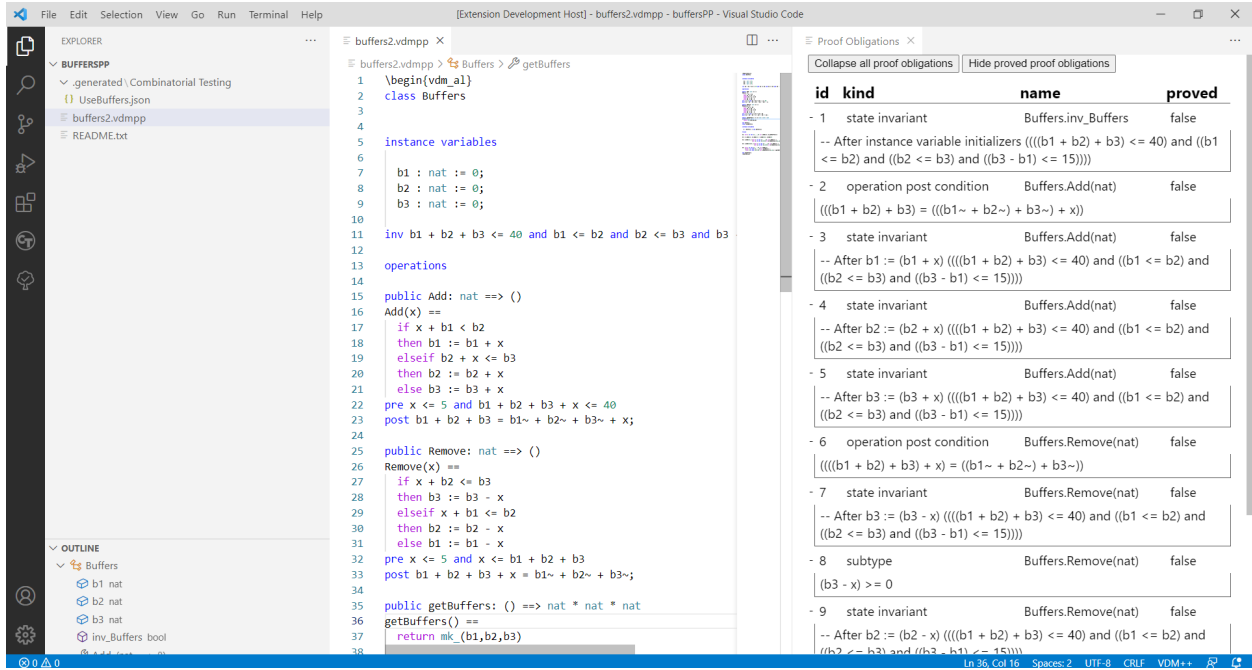 File Edit Selection View Go Run Terminal Help
[Extension Development Host] - buffers2.vdmpp - buffersPP - Visual Studio Code
EXPLORER
BUFFERSPP
.generated \ Combinatorial Testing
{} UseBuffers.json
buffers2.vdmpp
README.txt
OUTLINE
Buffers
b1 nat
b2 nat
b3 nat
inv_Buffers bool
buffers2.vdmpp
buffers2.vdmpp > Buffers > getBuffers
1 \begin{vdm_al}
2 class Buffers
3
4
5 instance variables
6
7 b1 : nat := 0;
8 b2 : nat := 0;
9 b3 : nat := 0;
10
11 inv b1 + b2 + b3 <= 40 and b1 <= b2 and b2 <= b3 and b3
12
13 operations
14
15 public Add: nat ==> ()
16 Add(x) ==
17 if x + b1 < b2
18 then b1 := b1 + x
19 elseif b2 + x <= b3
20 then b2 := b2 + x
21 else b3 := b3 + x
22 pre x <= 5 and b1 + b2 + b3 + x <= 40
23 post b1 + b2 + b3 = b1~ + b2~ + b3~ + x;
24
25 public Remove: nat ==> ()
26 Remove(x) ==
27 if x + b2 <= b3
28 then b3 := b3 - x
29 elseif x + b1 <= b2
30 then b2 := b2 - x
31 else b1 := b1 - x
32 pre x <= 5 and x <= b1 + b2 + b3
33 post b1 + b2 + b3 + x = b1~ + b2~ + b3~;
34
35 public getBuffers: () ==> nat * nat * nat
36 getBuffers() ==
37 return mk_(b1,b2,b3)
38
Proof Obligations
Collapse all proof obligations Hide proved proof obligations
id kind name proved
- 1 state invariant Buffers.inv_Buffers false
-- After instance variable initializers ((((b1 + b2) + b3) <= 40) and ((b1
<= b2) and ((b2 <= b3) and ((b3 - b1) <= 15))))
- 2 operation post condition Buffers.Add(nat) false
(((b1 + b2) + b3) = (((b1~ + b2~) + b3~) + x))
- 3 state invariant Buffers.Add(nat) false
-- After b1 := (b1 + x) ((((b1 + b2) + b3) <= 40) and ((b1 <= b2) and
((b2 <= b3) and ((b3 - b1) <= 15))))
- 4 state invariant Buffers.Add(nat) false
-- After b2 := (b2 + x) ((((b1 + b2) + b3) <= 40) and ((b1 <= b2) and
((b2 <= b3) and ((b3 - b1) <= 15))))
- 5 state invariant Buffers.Add(nat) false
-- After b3 := (b3 + x) ((((b1 + b2) + b3) <= 40) and ((b1 <= b2) and
((b2 <= b3) and ((b3 - b1) <= 15))))
- 6 operation post condition Buffers.Remove(nat) false
((((b1 + b2) + b3) + x) = ((b1~ + b2~) + b3~))
- 7 state invariant Buffers.Remove(nat) false
-- After b3 := (b3 - x) ((((b1 + b2) + b3) <= 40) and ((b1 <= b2) and
((b2 <= b3) and ((b3 - b1) <= 15))))
- 8 subtype Buffers.Remove(nat) false
(b3 - x) >= 0
- 9 state invariant Buffers.Remove(nat) false
-- After b2 := (b2 - x) ((((b1 + b2) + b3) <= 40) and ((b1 <= b2) and
((b2 <= b3) and ((b3 - b1) <= 15))))
0 0 Ln 36, Col 16 Spaces: 2 UTF-8 CRLF VDM++